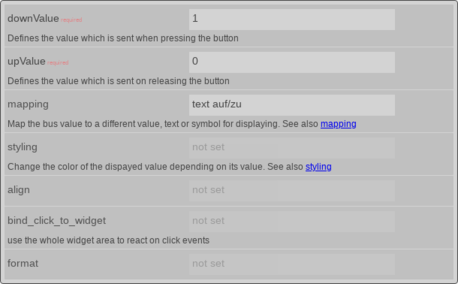 downValue required 1
Defines the value which is sent when pressing the button
upValue required 0
Defines the value which is sent on releasing the button
mapping text auf/zu
Map the bus value to a different value, text or symbol for displaying. See also mapping
styling not set
Change the color of the dispayed value depending on its value. See also styling
align not set
bind_click_to_widget not set
use the whole widget area to react on click events
format not set